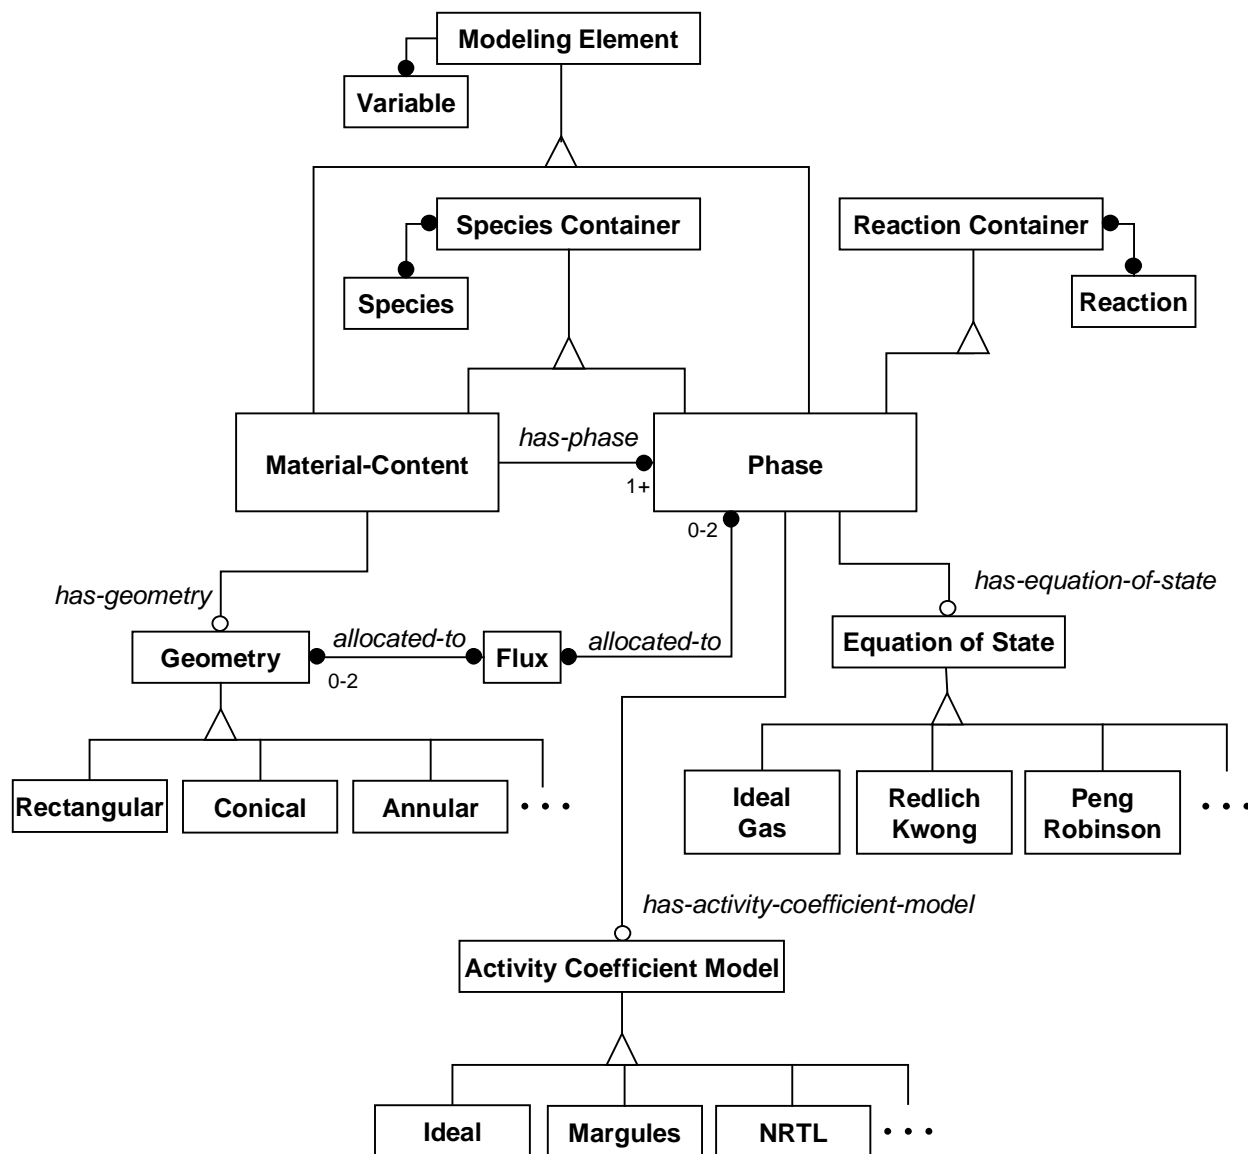 Modeling Element
Variable
Species Container
Reaction Container
Species
Reaction
has-phase
Material-Content
Phase
1+
0-2
has-geometry
has-equation-of-state
allocated-to
allocated-to
Geometry
Flux
Equation of State
0-2
Rectangular
Conical
Annular
• • •
Ideal
Gas
Redlich
Kwong
Peng
Robinson
• • •
has-activity-coefficient-model
Activity Coefficient Model
Ideal
Margules
NRTL
• • •